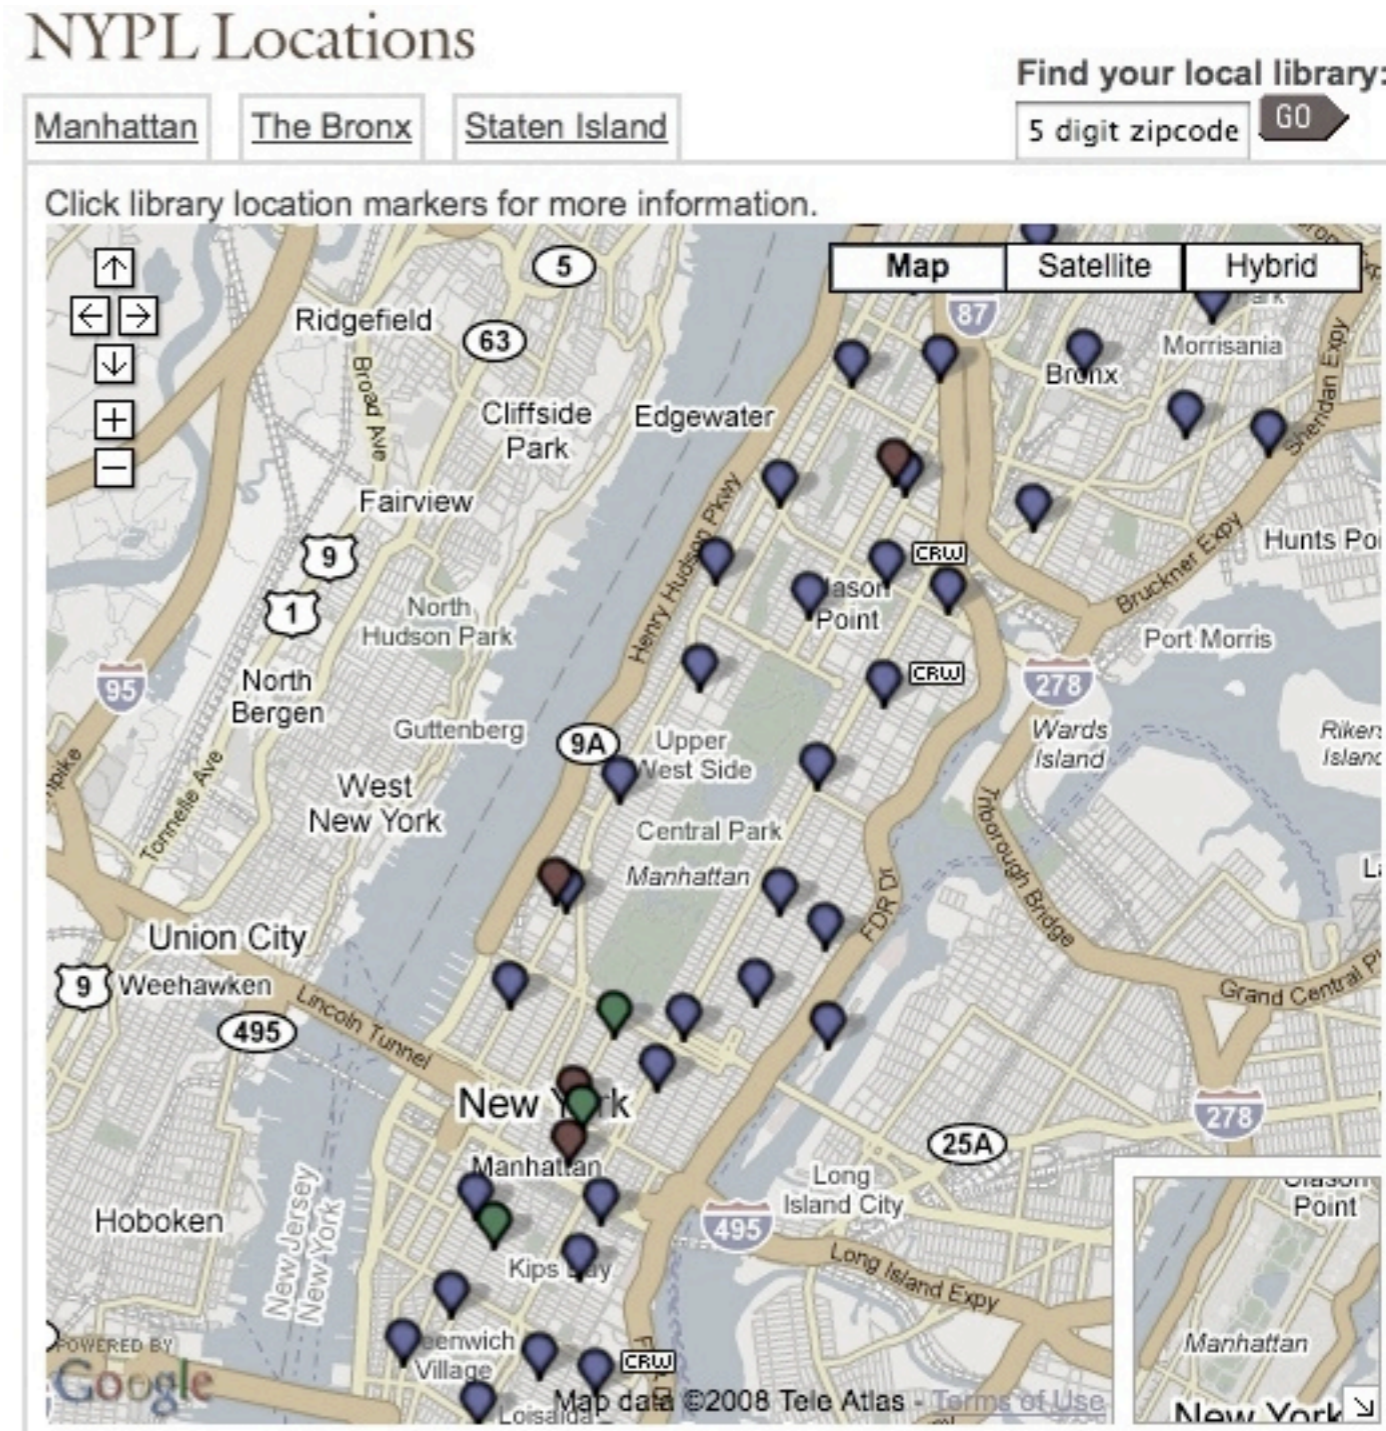 NYPL Locations
Find your local library:
Manhattan
The Bronx
Staten Island
5 digit zipcode
GO
Click library location markers for more information.
Map
Satellite
Hybrid
5
87
Ridgefield
63
Morrisania
Broad Ave
Bronx
Sheridan Expy
Cliffside
Park
Edgewater
Fairview
Henry Hudson Pkwy
9
CRW
Hunts Poi
Bruckner Expy
1
North
Hudson Park
ason
Point
Port Morris
95
North
Bergen
CRW
278
Guttenberg
9A
Upper
West Side
Wards
Island
Rikers
Island
npike
West
New York
Tonnelle Ave
Triborough Bridge
Central Park
Manhattan
FDR Dr
Union City
9
Weehawken
Lincoln Tunnel
495
Grand Central P
New York
278
25A
Manhattan
Long
Island City
Hoboken
New Jersey
New York
495
Kips Bay
Long Island Expy
Point
Manhattan
New York
POWERED BY
Google
eenwich
Village
CRW
Loisaida
Map data ©2008 Tele Atlas - Terms of Use